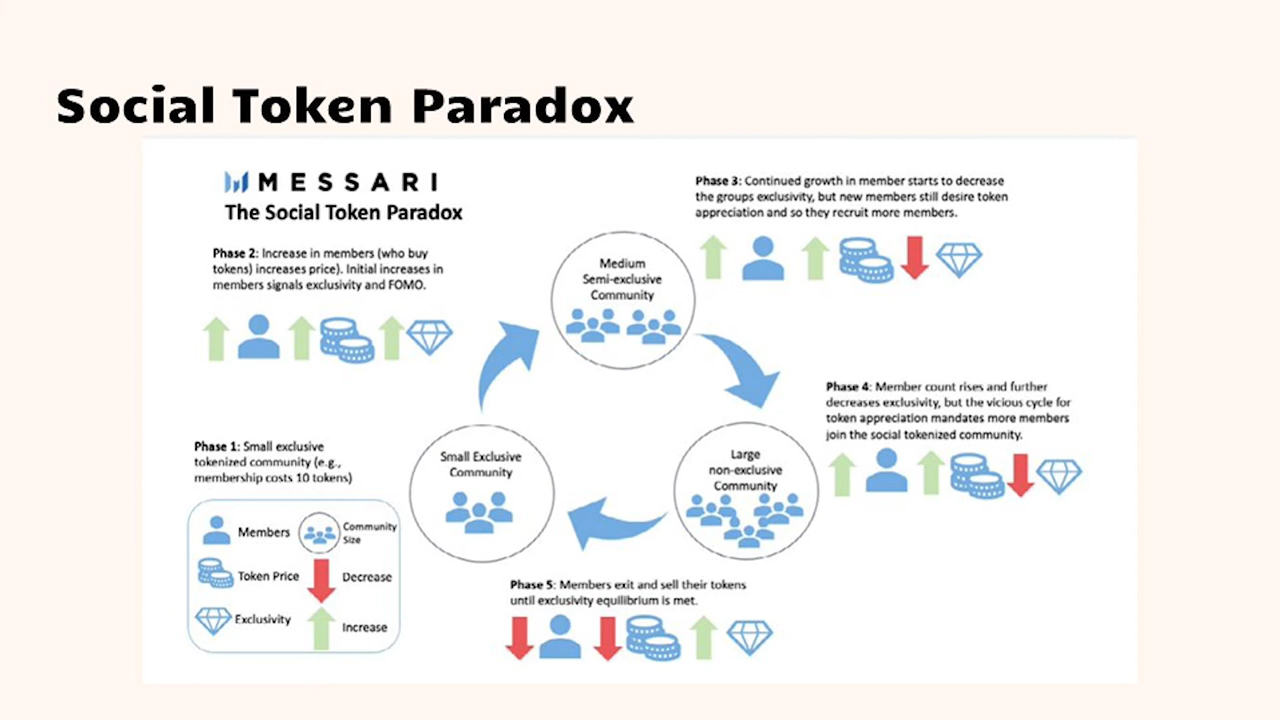 Social Token Paradox
MESSARI
The Social Token Paradox
Phase 2: Increase in members (who buy
tokens) increases price). Initial increases in
members signals exclusivity and FOMO.
Phase 3: Continued growth in member starts to decrease
the groups exclusivity, but new members still desire token
appreciation and so they recruit more members.
Medium
Semi-exclusive
Community
Phase 4: Member count rises and further
decreases exclusivity, but the vicious cycle for
token appreciation mandates more members
join the social tokenized community.
Phase 1: Small exclusive
tokenized community (e.g.,
membership costs 10 tokens)
Small Exclusive
Community
Large
non-exclusive
Community
Members
Community
Size
Token Price
Decrease
Exclusivity
Increase
Phase 5: Members exit and sell their tokens
until exclusivity equilibrium is met.